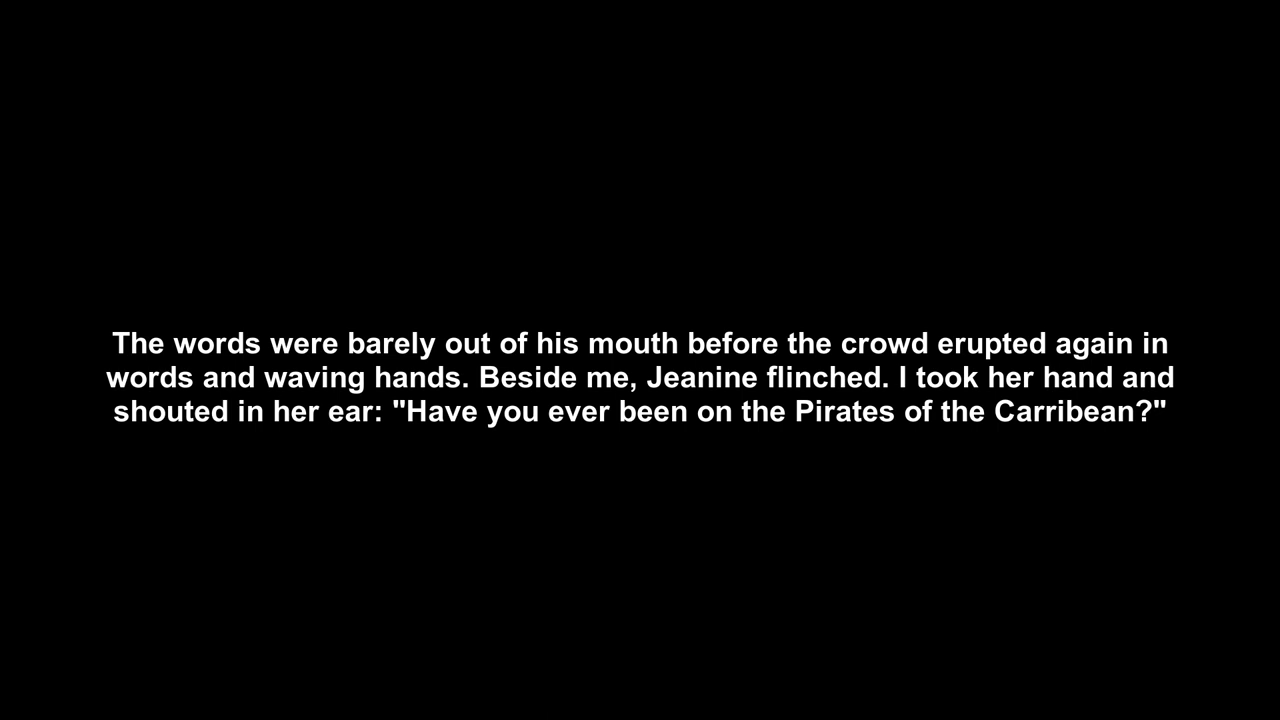 The words were barely out of his mouth before the crowd erupted again in
words and waving hands. Beside me, Jeanine flinched. I took her hand and
shouted in her ear: "Have you ever been on the Pirates of the Carribean?"